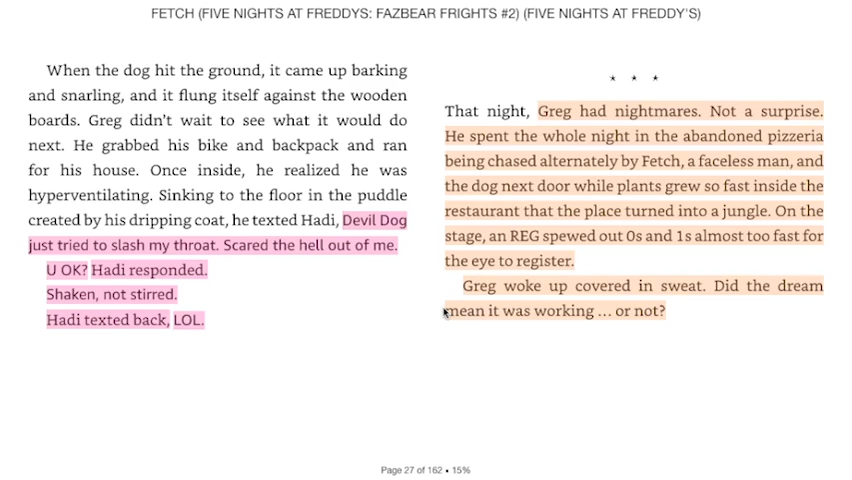 FETCH (FIVE NIGHTS AT FREDDYS: FAZBEAR FRIGHTS #2) (FIVE NIGHTS AT FREDDY'S)
When the dog hit the ground, it came up barking
and snarling, and it flung itself against the wooden
boards. Greg didn't wait to see what it would do
next. He grabbed his bike and backpack and ran
for his house. Once inside, he realized he was
hyperventilating. Sinking to the floor in the puddle
created by his dripping coat, he texted Hadi, Devil Dog
just tried to slash my throat. Scared the hell out of me.
U OK? Hadi responded.
Shaken, not stirred.
Hadi texted back, LOL.
* * *
That night, Greg had nightmares. Not a surprise.
He spent the whole night in the abandoned pizzeria
being chased alternately by Fetch, a faceless man, and
the dog next door while plants grew so fast inside the
restaurant that the place turned into a jungle. On the
stage, an REG spewed out 0s and 1s almost too fast for
the eye to register.
Greg woke up covered in sweat. Did the dream
mean it was working ... or not?
Page 27 of 162 • 15%